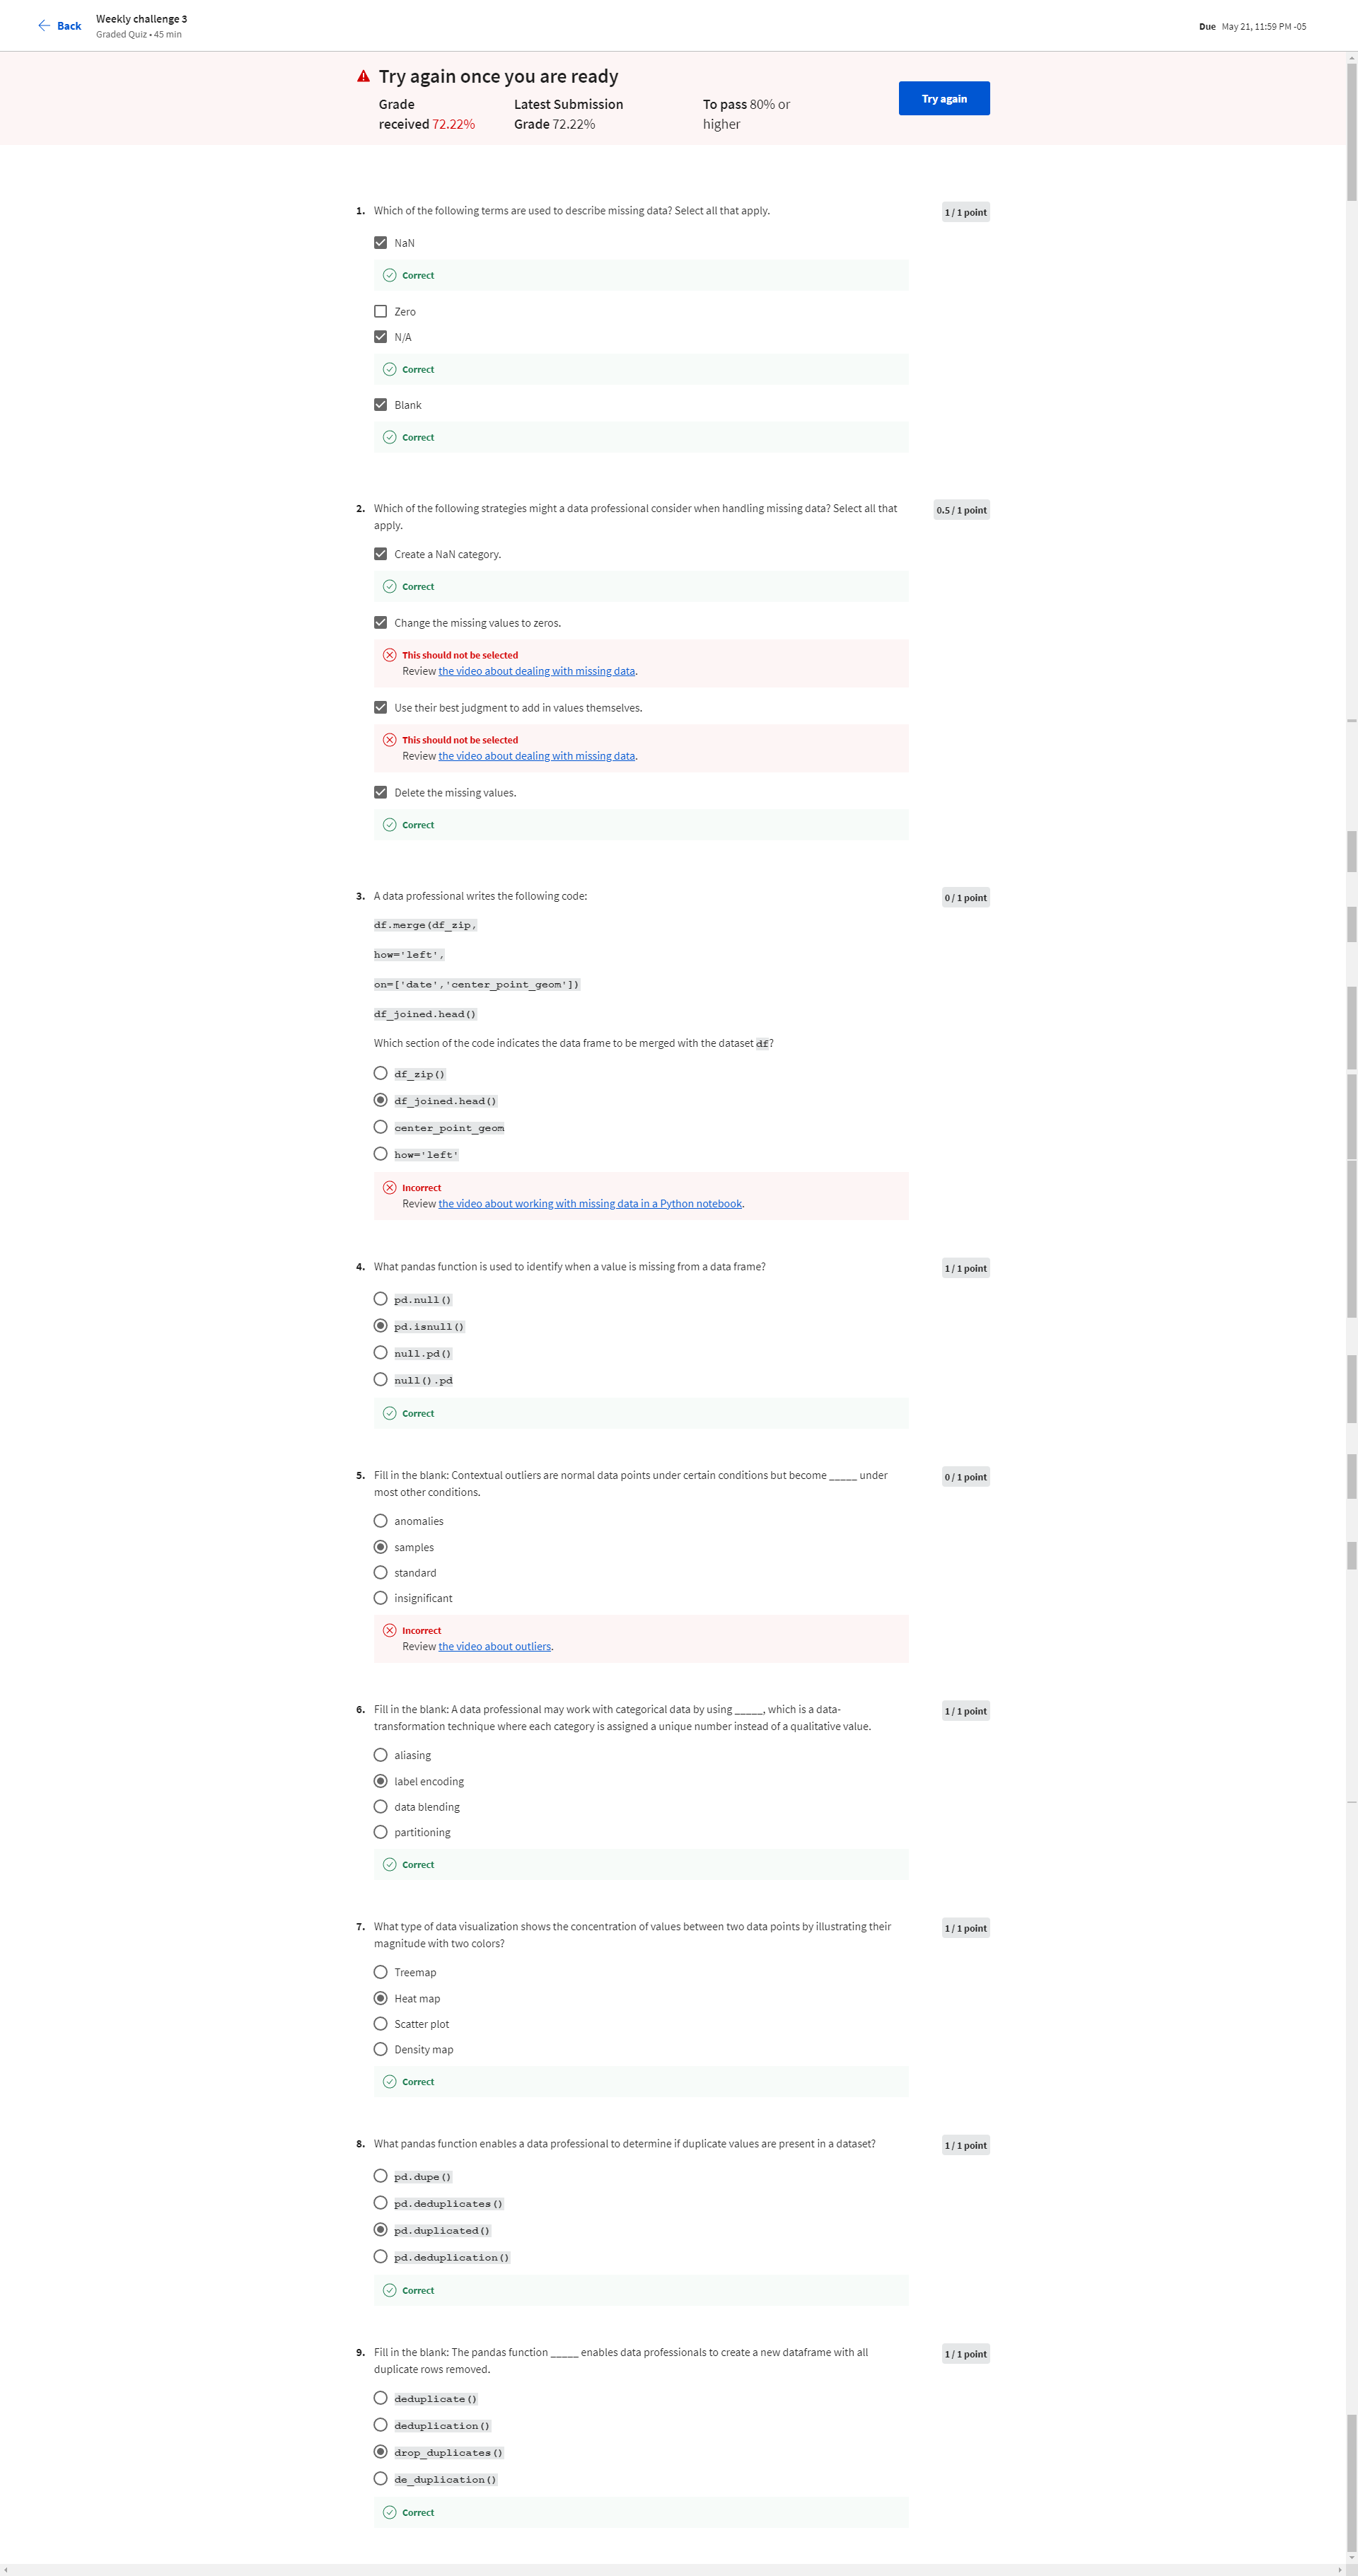 Back
Weekly challenge 3
Graded Quiz • 45 min
Due May 21, 11:59 PM -05
Try again once you are ready
Grade received 72.22%
Latest Submission Grade 72.22%
To pass 80% or higher
Try again
1. Which of the following terms are used to describe missing data? Select all that apply.
1 / 1 point
NaN
Correct
Zero
N/A
Correct
Blank
Correct
2. Which of the following strategies might a data professional consider when handling missing data? Select all that
apply.
0.5 / 1 point
Create a NaN category.
Correct
Change the missing values to zeros.
This should not be selected
Review the video about dealing with missing data.
Use their best judgment to add in values themselves.
This should not be selected
Review the video about dealing with missing data.
Delete the missing values.
Correct
3. A data professional writes the following code:
0 / 1 point
df.merge(df_zip,
how='left',
on=['date','center_point_geom'])
df_joined.head()
Which section of the code indicates the data frame to be merged with the dataset df?
df_zip()
df_joined.head()
center_point_geom
how='left'
Incorrect
Review the video about working with missing data in a Python notebook.
4. What pandas function is used to identify when a value is missing from a data frame?
1 / 1 point
pd.null()
pd.isnull()
null.pd()
null().pd
Correct
5. Fill in the blank: Contextual outliers are normal data points under certain conditions but become _____ under
most other conditions.
0 / 1 point
anomalies
samples
standard
insignificant
Incorrect
Review the video about outliers.
6. Fill in the blank: A data professional may work with categorical data by using _____, which is a data-
transformation technique where each category is assigned a unique number instead of a qualitative value.
1 / 1 point
aliasing
label encoding
data blending
partitioning
Correct
7. What type of data visualization shows the concentration of values between two data points by illustrating their
magnitude with two colors?
1 / 1 point
Treemap
Heat map
Scatter plot
Density map
Correct
8. What pandas function enables a data professional to determine if duplicate values are present in a dataset?
1 / 1 point
pd.dupe()
pd.deduplicates()
pd.duplicated()
pd.deduplication()
Correct
9. Fill in the blank: The pandas function _____ enables data professionals to create a new dataframe with all
duplicate rows removed.
1 / 1 point
deduplicate()
deduplication()
drop_duplicates()
de_duplication()
Correct